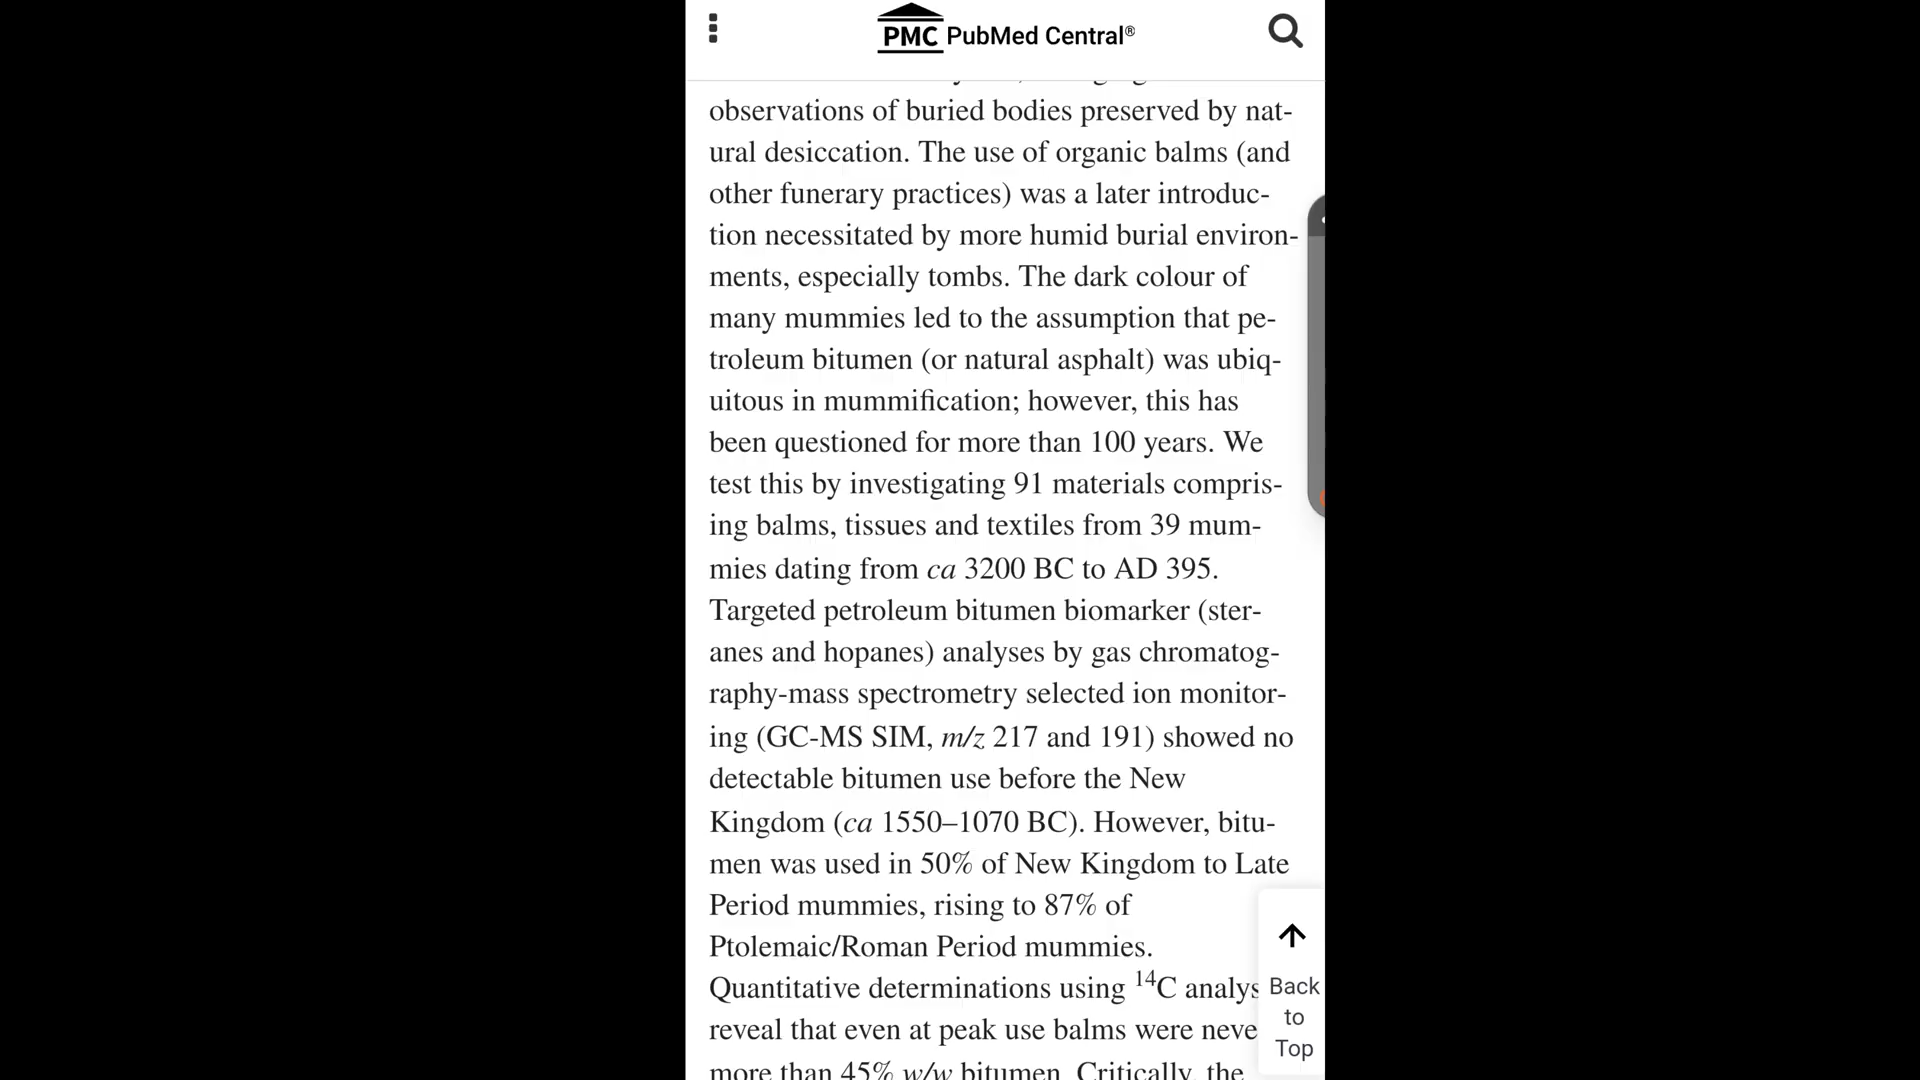 PMC PubMed Central®
observations of buried bodies preserved by nat-
ural desiccation. The use of organic balms (and
other funerary practices) was a later introduc-
tion necessitated by more humid burial environ-
ments, especially tombs. The dark colour of
many mummies led to the assumption that pe-
troleum bitumen (or natural asphalt) was ubiq-
uitous in mummification; however, this has
been questioned for more than 100 years. We
test this by investigating 91 materials compris-
ing balms, tissues and textiles from 39 mum-
mies dating from ca 3200 BC to AD 395.
Targeted petroleum bitumen biomarker (ster-
anes and hopanes) analyses by gas chromatog-
raphy-mass spectrometry selected ion monitor-
ing (GC-MS SIM, m/z 217 and 191) showed no
detectable bitumen use before the New
Kingdom (ca 1550–1070 BC). However, bitu-
men was used in 50% of New Kingdom to Late
Period mummies, rising to 87% of
Ptolemaic/Roman Period mummies.
Quantitative determinations using ¹⁴C analys
reveal that even at peak use balms were neve
more than 45% w/w bitumen. Critically, the
Back
to
Top